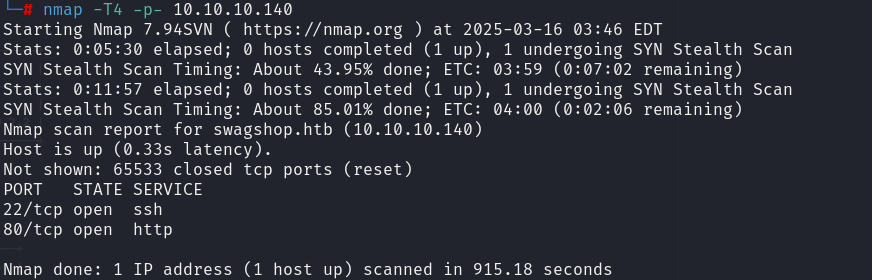 └─# nmap -T4 -p- 10.10.10.140
Starting Nmap 7.94SVN ( https://nmap.org ) at 2025-03-16 03:46 EDT
Stats: 0:05:30 elapsed; 0 hosts completed (1 up), 1 undergoing SYN Stealth Scan
SYN Stealth Scan Timing: About 43.95% done; ETC: 03:59 (0:07:02 remaining)
Stats: 0:11:57 elapsed; 0 hosts completed (1 up), 1 undergoing SYN Stealth Scan
SYN Stealth Scan Timing: About 85.01% done; ETC: 04:00 (0:02:06 remaining)
Nmap scan report for swagshop.htb (10.10.10.140)
Host is up (0.33s latency).
Not shown: 65533 closed tcp ports (reset)
PORT   STATE SERVICE
22/tcp open  ssh
80/tcp open  http
Nmap done: 1 IP address (1 host up) scanned in 915.18 seconds